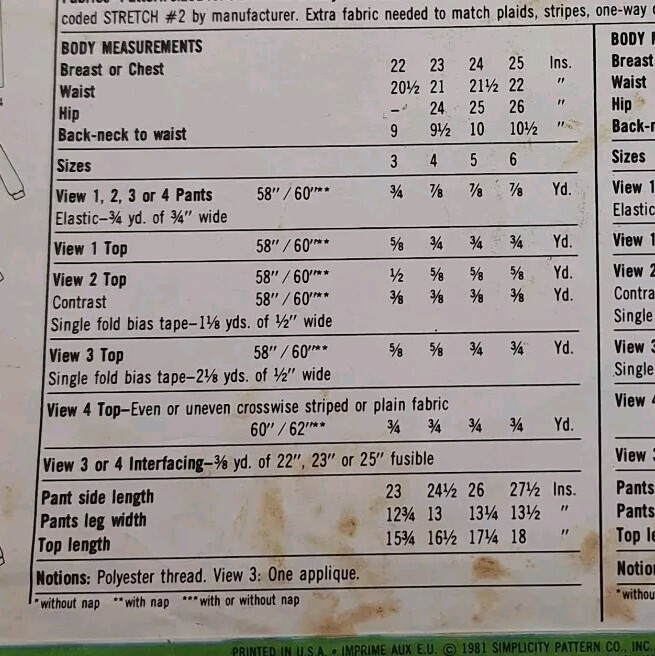 coded STRETCH #2 by manufacturer. Extra fabric needed to match plaids, stripes, one-way
BODY MEASUREMENTS
Breast or Chest 22 23 24 25 Ins.
Waist 20½ 21 21½ 22 "
Hip – 24 25 26 "
Back-neck to waist 9 9½ 10 10½ "
Sizes 3 4 5 6
View 1, 2, 3 or 4 Pants 58"/60"** ¾ ⅞ ⅞ ⅞ Yd.
Elastic–¾ yd. of ¾" wide
View 1 Top 58"/60"** ⅝ ¾ ¾ ¾ Yd.
View 2 Top 58"/60"** ½ ⅝ ⅝ ⅝ Yd.
Contrast 58"/60"** ⅜ ⅜ ⅜ ⅜ Yd.
Single fold bias tape–1⅛ yds. of ½" wide
View 3 Top 58"/60"** ⅝ ⅝ ¾ ¾ Yd.
Single fold bias tape–2⅛ yds. of ½" wide
View 4 Top–Even or uneven crosswise striped or plain fabric
60"/62"** ¾ ¾ ¾ ¾ Yd.
View 3 or 4 Interfacing–⅜ yd. of 22", 23" or 25" fusible
Pant side length 23 24½ 26 27½ Ins.
Pants leg width 12¾ 13 13¼ 13½ "
Top length 15¾ 16½ 17¼ 18 "
Notions: Polyester thread. View 3: One applique.
*without nap **with nap ***with or without nap
BODY
Breast
Waist
Hip
Back-n
Sizes
View 1
Elastic
View 1
View 2
Contra
Single
View 3
Single
View 4
View 3
Pants
Pants
Top le
Notio
*withou
PRINTED IN U.S.A. • IMPRIME AUX E.U. © 1981 SIMPLICITY PATTERN CO., INC.